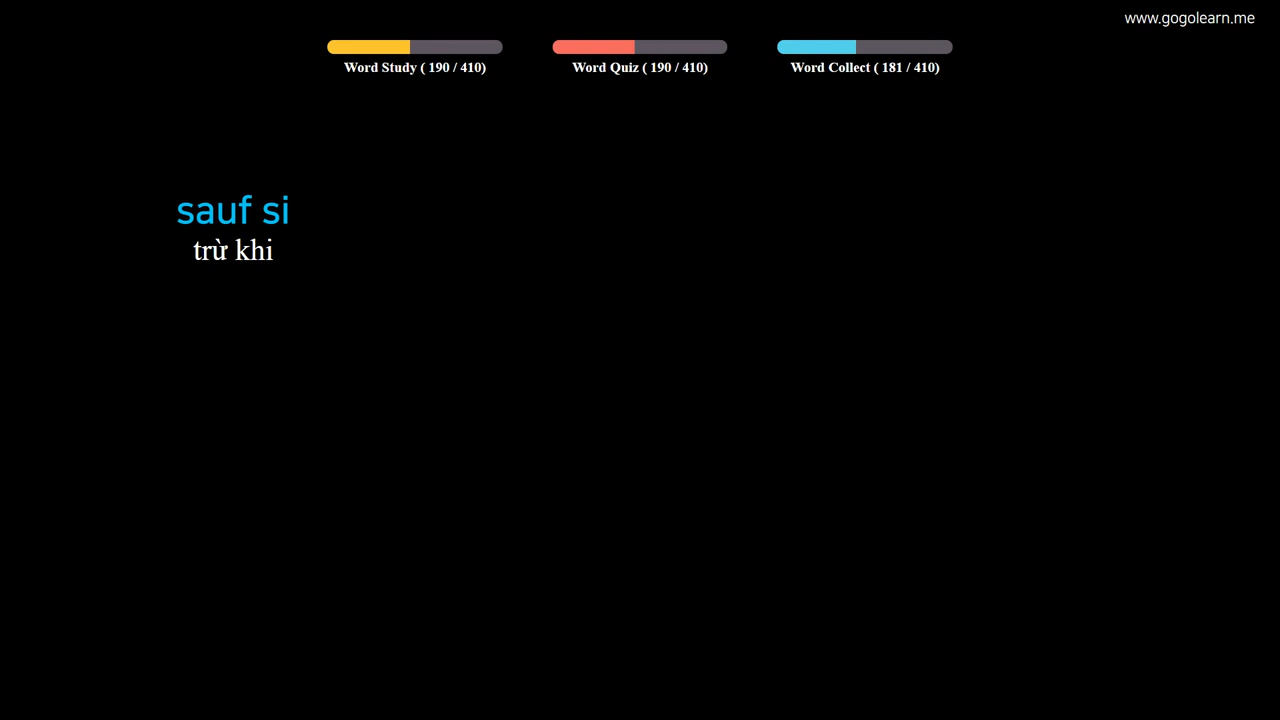 www.gogolearn.me
Word Study ( 190 / 410)
Word Quiz ( 190 / 410)
Word Collect ( 181 / 410)
sauf si
trừ khi